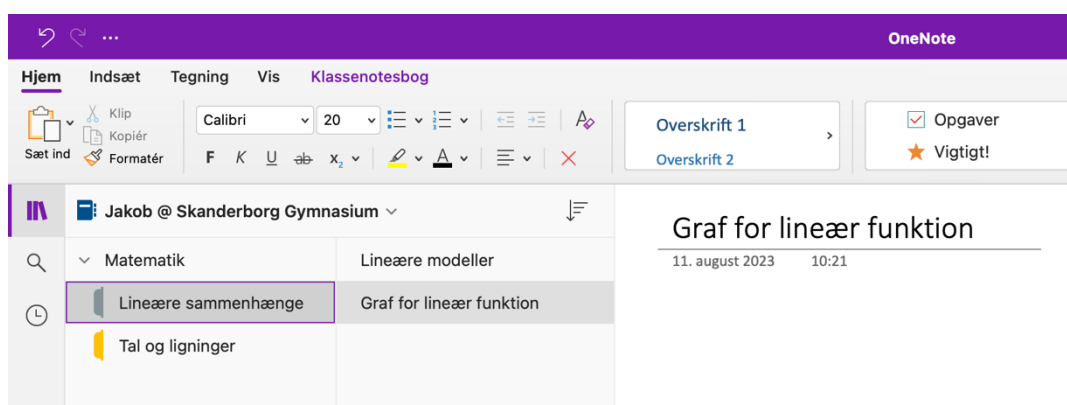 OneNote
Hjem Indsæt Tegning Vis Klassenotesbog
Sæt ind
Klip
Kopiér
Formatér
Calibri 20
F K U ab x2 A
A
Overskrift 1
Overskrift 2
Opgaver
Vigtigt!
Jakob @ Skanderborg Gymnasium
Matematik
Lineære sammenhænge
Tal og ligninger
Lineære modeller
Graf for lineær funktion
Graf for lineær funktion
11. august 2023 10:21